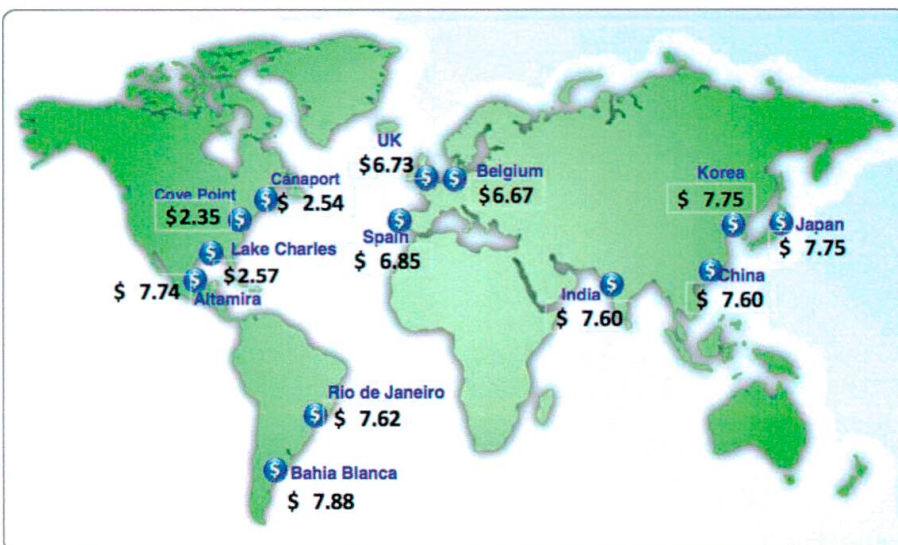 UK
$6.73
Belgium
$6.67
Canaport
$ 2.54
Cove Point
$2.35
Korea
$ 7.75
Japan
$ 7.75
Spain
$ 6.85
Lake Charles
$2.57
$ 7.74
Altamira
India
$ 7.60
China
$ 7.60
Rio de Janeiro
$ 7.62
Bahia Blanca
$ 7.88